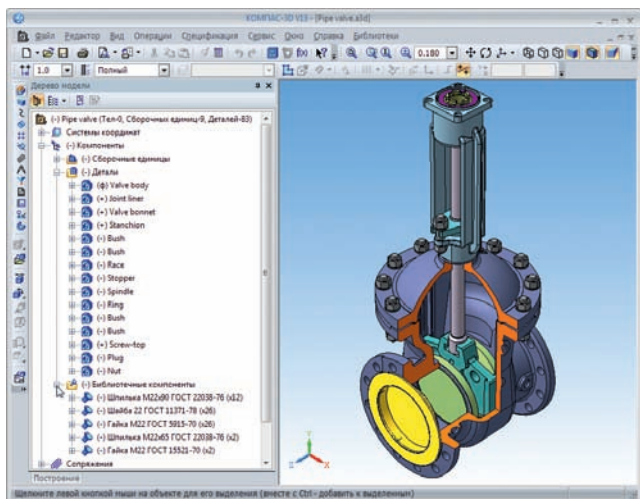 КОМПАС-3D V13 - [Pipe valve.a3d]
Файл Редактор Вид Операции Спецификация Сервис Окно Справка Библиотеки
0.180
1.0 Полный
Дерево модели
(-) Pipe valve (Тел-0, Сборочных единиц-9, Деталей-83)
Системы координат
(-) Компоненты
(-) Сборочные единицы
(-) Детали
(ф) Valve body
(+) Joint liner
(+) Valve bonnet
(+) Stanchion
(-) Bush
(-) Bush
(-) Race
(-) Stopper
(-) Spindle
(-) Ring
(-) Bush
(-) Bush
(+) Screw-top
(-) Plug
(-) Nut
(-) Библиотечные компоненты
(-) Шпилька М22х90 ГОСТ 22038-76 (х12)
(-) Шайба 22 ГОСТ 11371-78 (х26)
(-) Гайка М22 ГОСТ 5915-70 (х26)
(-) Шпилька М22х65 ГОСТ 22038-76 (х2)
(-) Гайка М22 ГОСТ 15521-70 (х2)
Сопряжения
Построение
Щелкните левой кнопкой мыши на объекте для его выделения (вместе с Ctrl - добавить к выделенным)